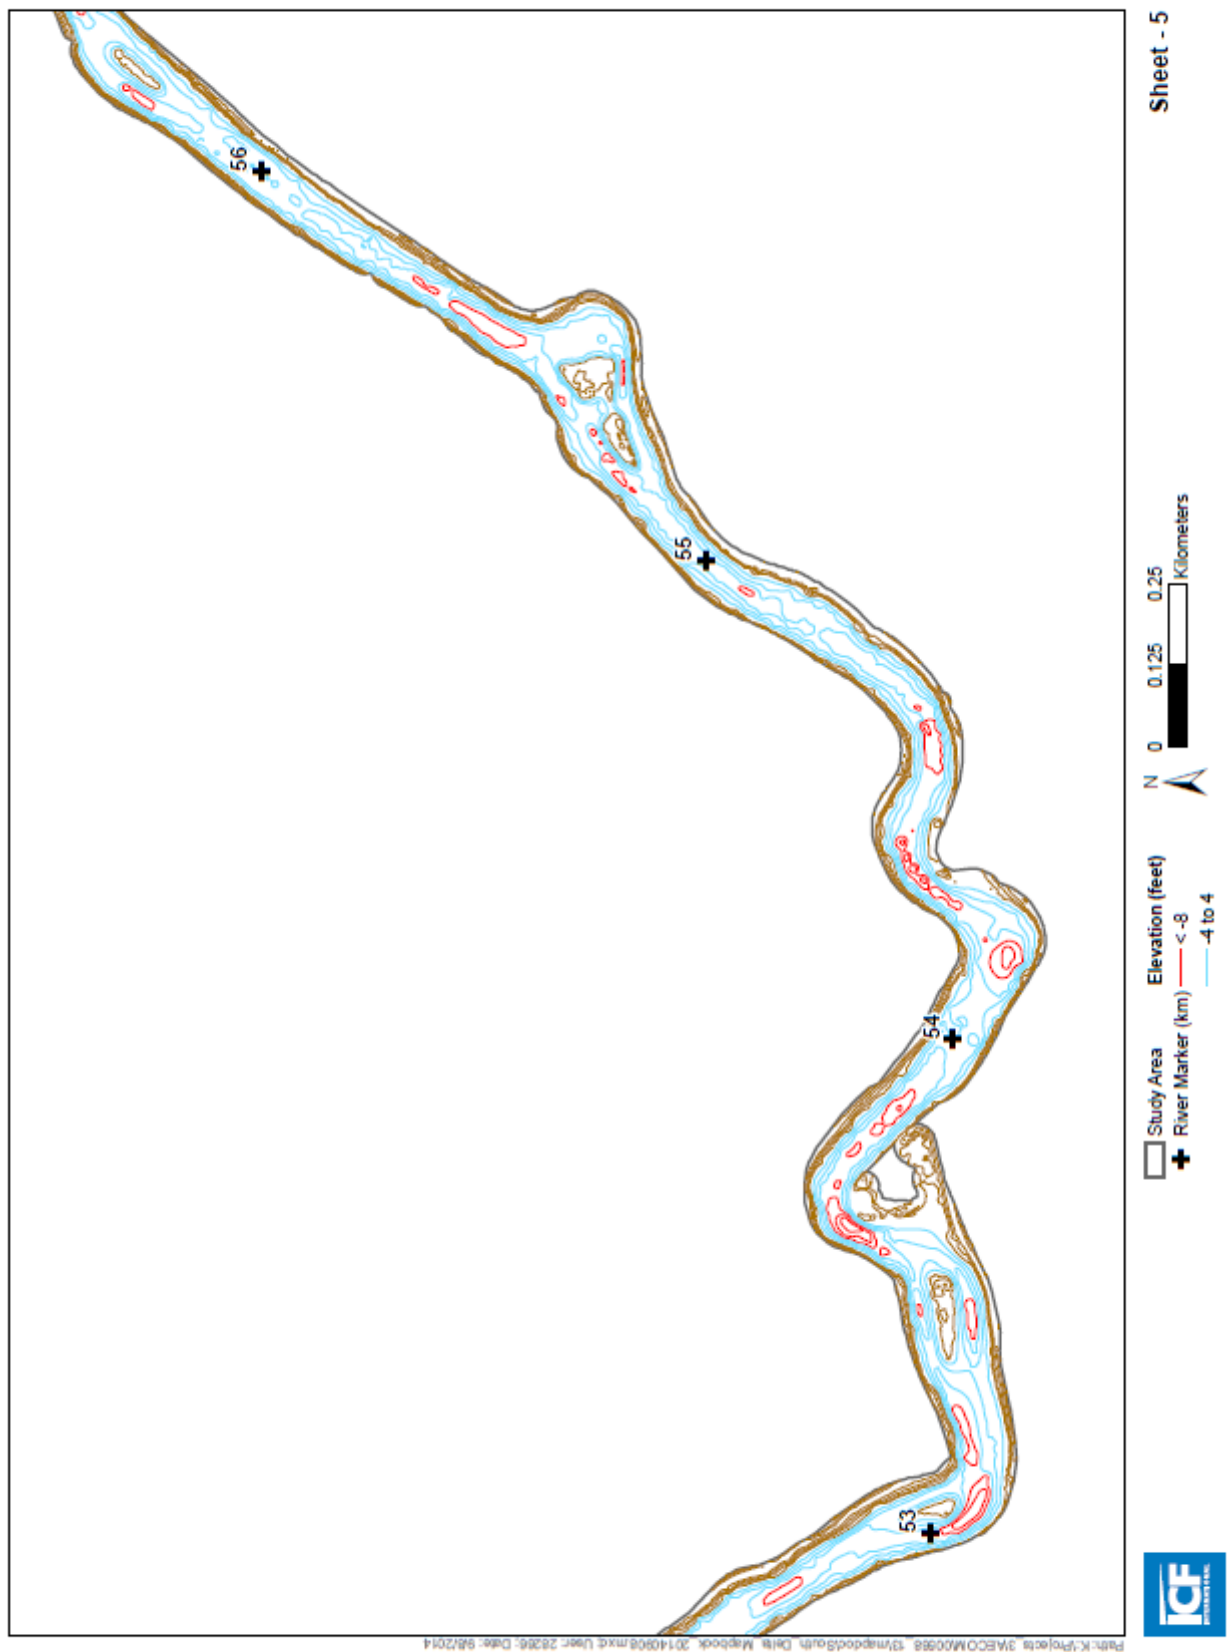 56
55
54
53
Sheet - 5
Study Area
River Marker (km)
Elevation (feet)
< -8
-4 to 4
N
0 0.125 0.25
Kilometers
ICF
INTERNATIONAL